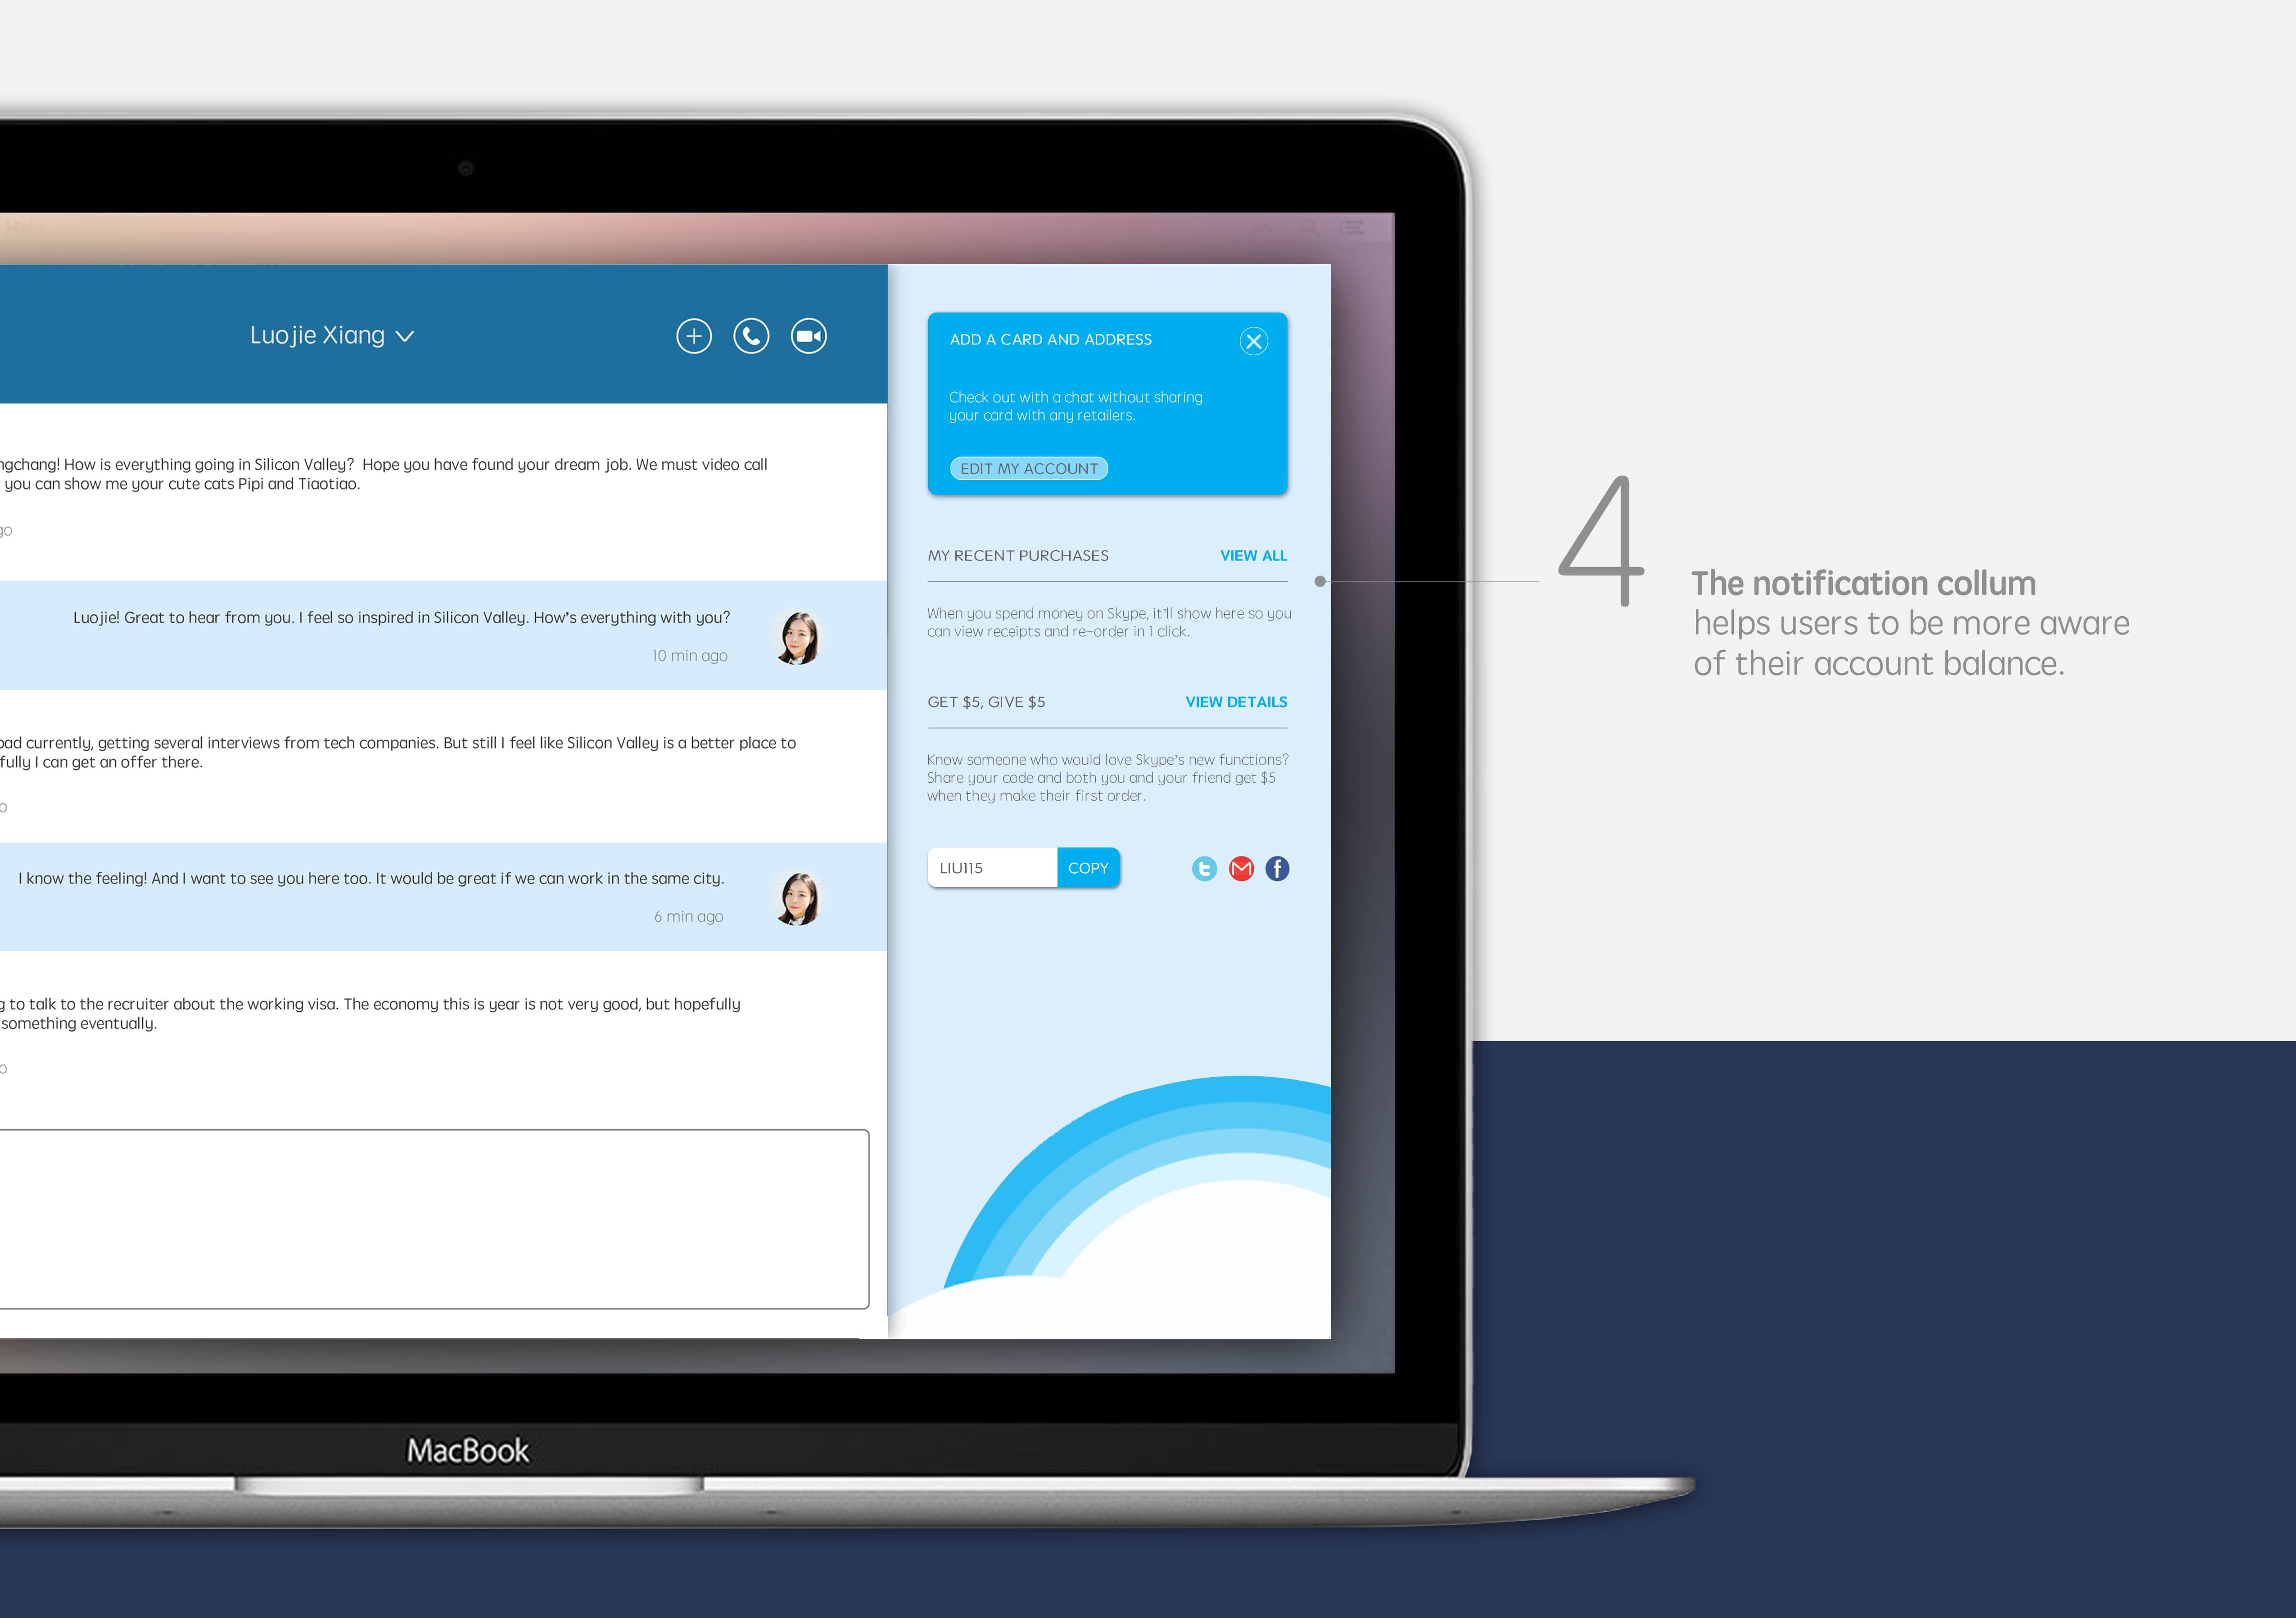 Luojie Xiang
ngchang! How is everything going in Silicon Valley? Hope you have found your dream job. We must video call
you can show me your cute cats Pipi and Tiaotiao.
go
Luojie! Great to hear from you. I feel so inspired in Silicon Valley. How's everything with you?
10 min ago
oad currently, getting several interviews from tech companies. But still I feel like Silicon Valley is a better place to
fully I can get an offer there.
o
I know the feeling! And I want to see you here too. It would be great if we can work in the same city.
6 min ago
g to talk to the recruiter about the working visa. The economy this is year is not very good, but hopefully
something eventually.
o
ADD A CARD AND ADDRESS
Check out with a chat without sharing
your card with any retailers.
EDIT MY ACCOUNT
MY RECENT PURCHASES VIEW ALL
When you spend money on Skype, it'll show here so you
can view receipts and re-order in 1 click.
GET $5, GIVE $5 VIEW DETAILS
Know someone who would love Skype's new functions?
Share your code and both you and your friend get $5
when they make their first order.
LIU115 COPY
4
The notification collum
helps users to be more aware
of their account balance.
MacBook